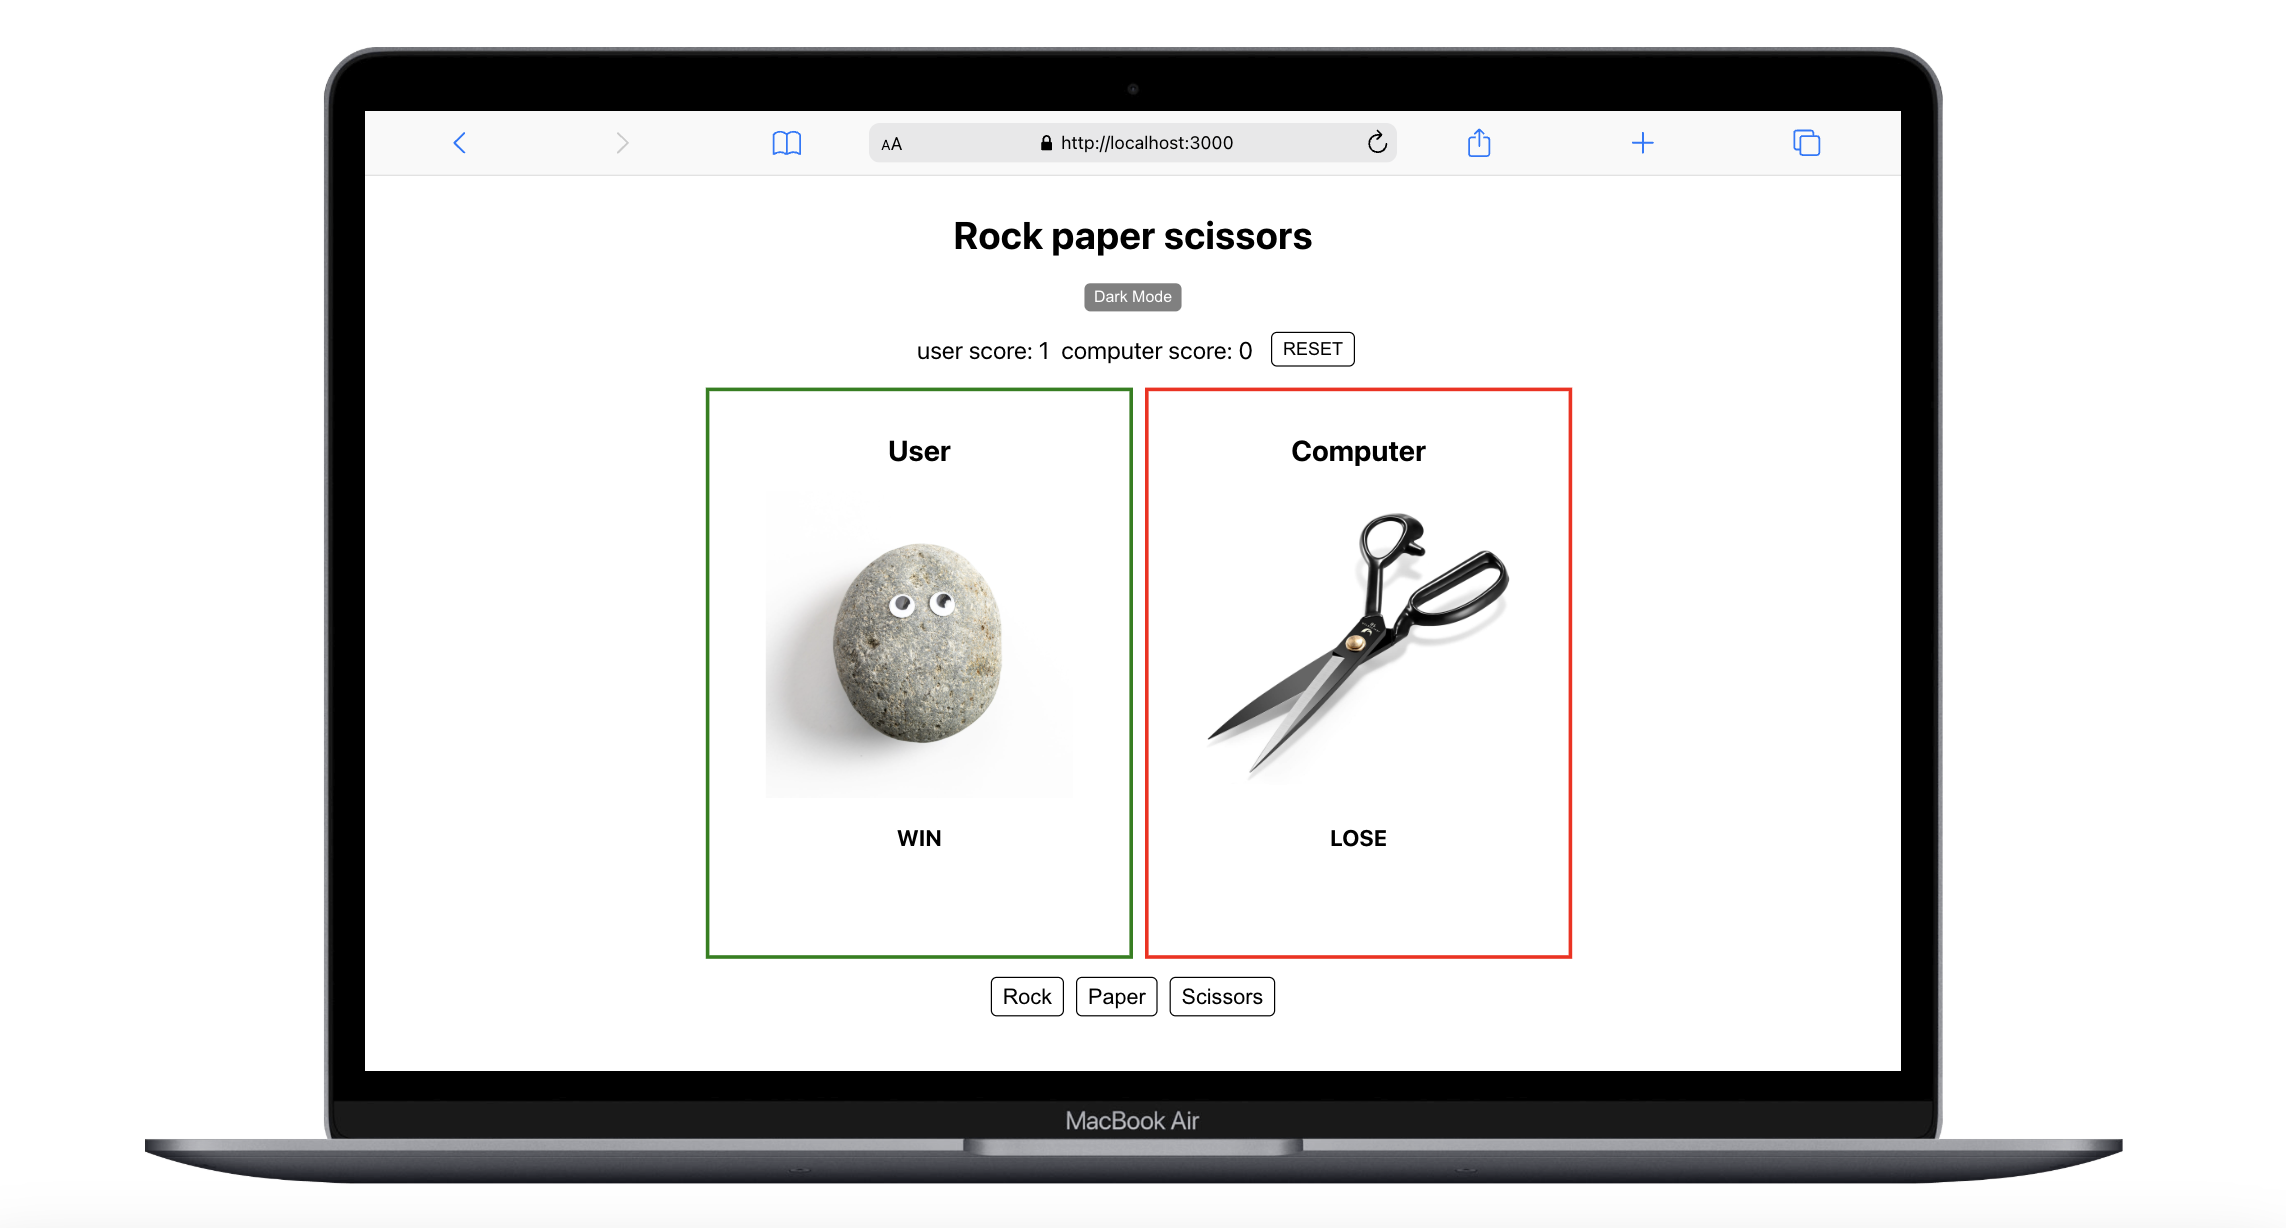 AA http://localhost:3000
Rock paper scissors
Dark Mode
user score: 1 computer score: 0 RESET
User
Computer
WIN
LOSE
Rock Paper Scissors
MacBook Air